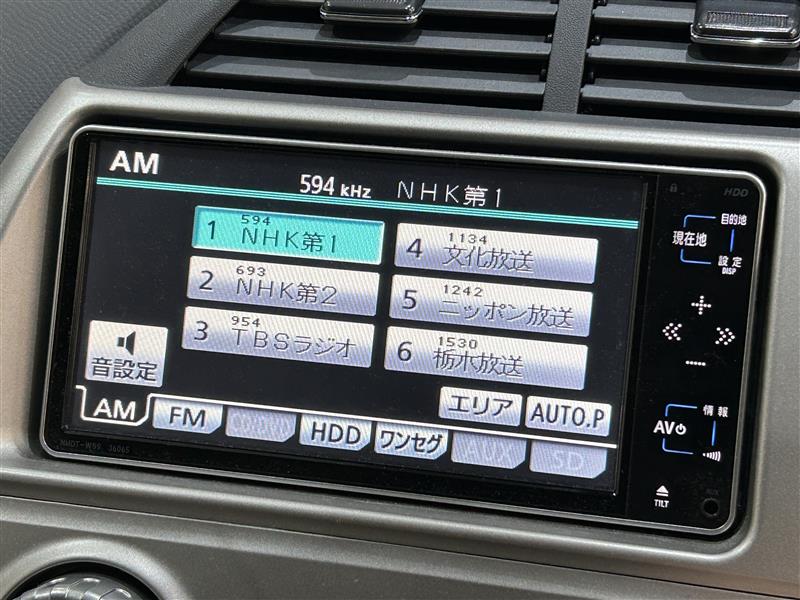 AM
594 kHz NHK第1
1 594 NHK第1
2 693 NHK第2
3 954 TBSラジオ
4 1134 文化放送
5 1242 ニッポン放送
6 1530 栃木放送
音設定
エリア AUTO.P
AM FM HDD ワンセグ AUX SD
NHDT-W59
HDD
目的地
現在地
設定
DISP
情報
AV
TILT